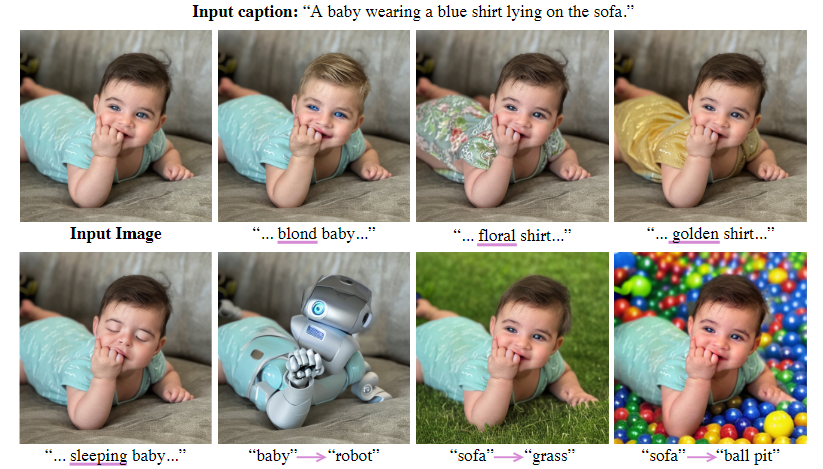 Input caption: “A baby wearing a blue shirt lying on the sofa.”
Input Image
“... blond baby...”
“... floral shirt...”
“... golden shirt...”
“... sleeping baby...”
“baby”→“robot”
“sofa”→“grass”
“sofa”→“ball pit”